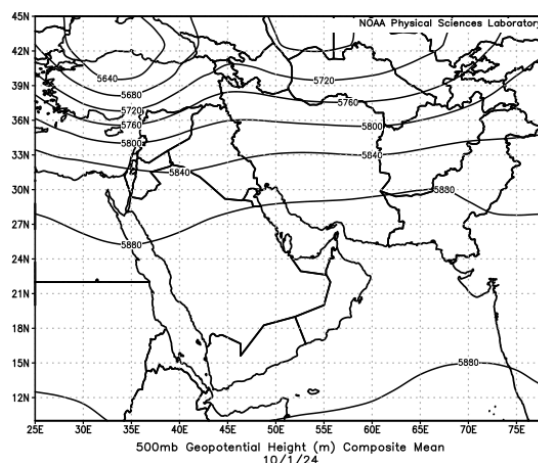 NOAA Physical Sciences Laboratory
45N
42N
39N
36N
33N
30N
27N
24N
21N
18N
15N
12N
5640
5680
5720
5720
5760
5760
5800
5800
5840
5840
5880
5880
5880
25E 30E 35E 40E 45E 50E 55E 60E 65E 70E 75E
500mb Geopotential Height (m) Composite Mean
10/1/24